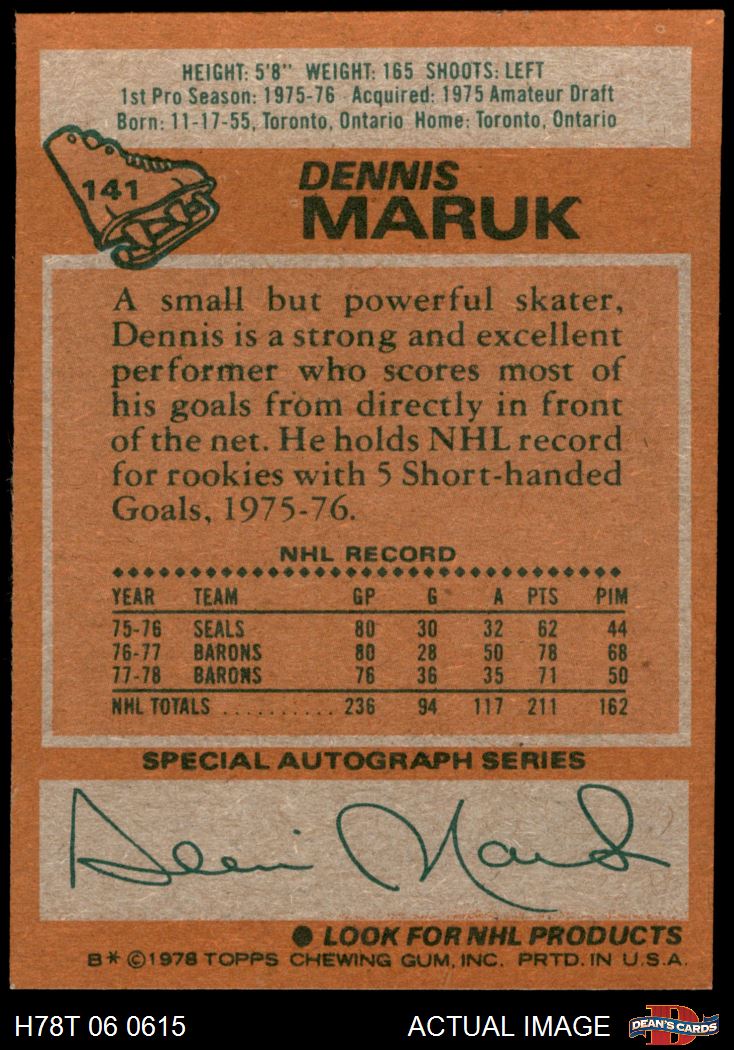 HEIGHT: 5'8" WEIGHT: 165 SHOOTS: LEFT
1st Pro Season: 1975-76 Acquired: 1975 Amateur Draft
Born: 11-17-55, Toronto, Ontario Home: Toronto, Ontario
141
DENNIS
MARUK
A small but powerful skater,
Dennis is a strong and excellent
performer who scores most of
his goals from directly in front
of the net. He holds NHL record
for rookies with 5 Short-handed
Goals, 1975-76.
NHL RECORD
YEAR TEAM GP G A PTS PIM
75-76 SEALS 80 30 32 62 44
76-77 BARONS 80 28 50 78 68
77-78 BARONS 76 36 35 71 50
NHL TOTALS .......... 236 94 117 211 162
SPECIAL AUTOGRAPH SERIES
Dennis Maruk
● LOOK FOR NHL PRODUCTS
B* ©1978 TOPPS CHEWING GUM, INC. PRTD. IN U.S.A.
H78T 06 0615 ACTUAL IMAGE DEAN'S CARDS